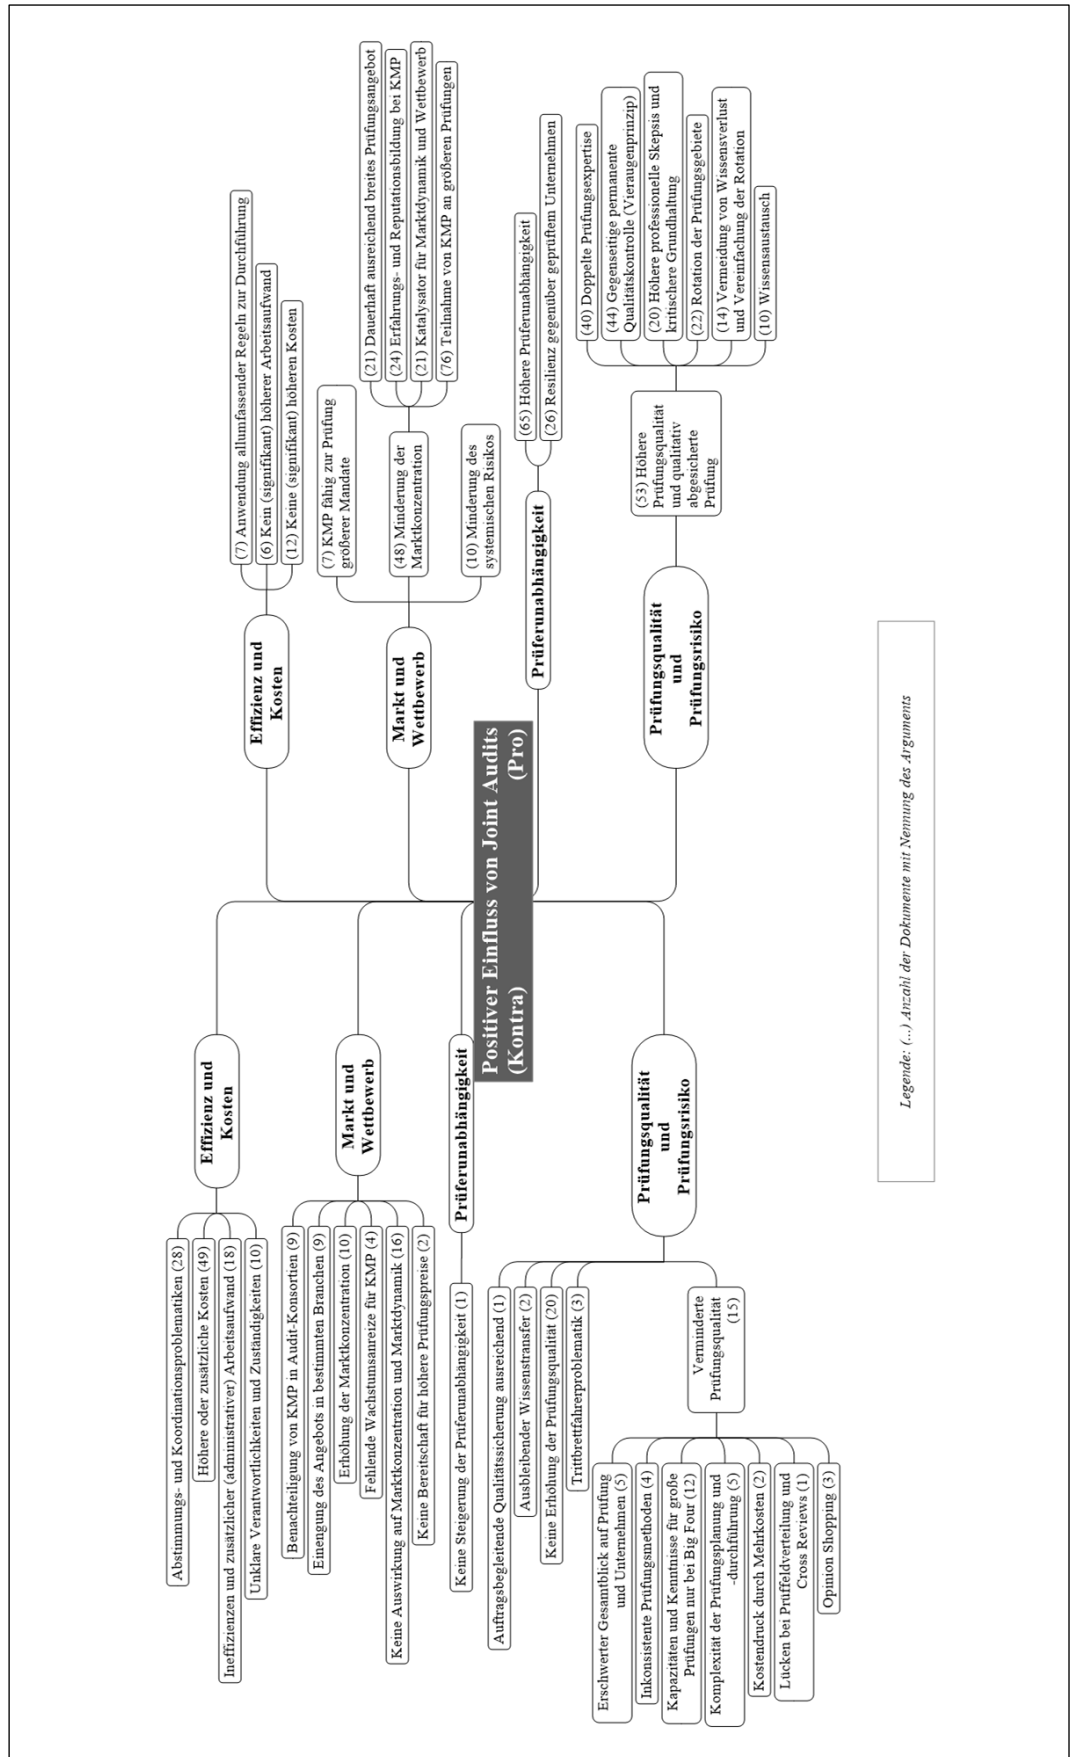 Positiver Einfluss von Joint Audits
(Kontra) (Pro)
Effizienz und
Kosten
Abstimmungs- und Koordinationsproblematiken (28)
Höhere oder zusätzliche Kosten (49)
Ineffizienzen und zusätzlicher (administrativer) Arbeitsaufwand (18)
Unklare Verantwortlichkeiten und Zuständigkeiten (10)
Markt und
Wettbewerb
Benachteiligung von KMP in Audit-Konsortien (9)
Einengung des Angebots in bestimmten Branchen (9)
Erhöhung der Marktkonzentration (10)
Fehlende Wachstumsanreize für KMP (4)
Keine Auswirkung auf Marktkonzentration und Marktdynamik (16)
Keine Bereitschaft für höhere Prüfungspreise (2)
Prüferunabhängigkeit
Keine Steigerung der Prüferunabhängigkeit (1)
Prüfungsqualität
und
Prüfungsrisiko
Auftragsbegleitende Qualitätssicherung ausreichend (1)
Ausbleibender Wissenstransfer (2)
Keine Erhöhung der Prüfungsqualität (20)
Trittbrettfahrerproblematik (3)
Verminderte
Prüfungsqualität
(15)
Erschwerter Gesamtblick auf Prüfung
und Unternehmen (5)
Inkonsistente Prüfungsmethoden (4)
Kapazitäten und Kenntnisse für große
Prüfungen nur bei Big Four (12)
Komplexität der Prüfungsplanung und
-durchführung (5)
Kostendruck durch Mehrkosten (2)
Lücken bei Prüffeldverteilung und
Cross Reviews (1)
Opinion Shopping (3)
Effizienz und
Kosten
(7) Anwendung allumfassender Regeln zur Durchführung
(6) Kein (signifikant) höherer Arbeitsaufwand
(12) Keine (signifikant) höheren Kosten
Markt und
Wettbewerb
(7) KMP fähig zur Prüfung
größerer Mandate
(48) Minderung der
Marktkonzentration
(21) Dauerhaft ausreichend breites Prüfungsangebot
(24) Erfahrungs- und Reputationsbildung bei KMP
(21) Katalysator für Marktdynamik und Wettbewerb
(76) Teilnahme von KMP an größeren Prüfungen
(10) Minderung des
systemischen Risikos
Prüferunabhängigkeit
(65) Höhere Prüferunabhängigkeit
(26) Resilienz gegenüber geprüftem Unternehmen
Prüfungsqualität
und
Prüfungsrisiko
(53) Höhere
Prüfungsqualität
und qualitativ
abgesicherte
Prüfung
(40) Doppelte Prüfungsexpertise
(44) Gegenseitige permanente
Qualitätskontrolle (Vieraugenprinzip)
(20) Höhere professionelle Skepsis und
kritischere Grundhaltung
(22) Rotation der Prüfungsgebiete
(14) Vermeidung von Wissensverlust
und Vereinfachung der Rotation
(10) Wissensaustausch
Legende: (...) Anzahl der Dokumente mit Nennung des Arguments